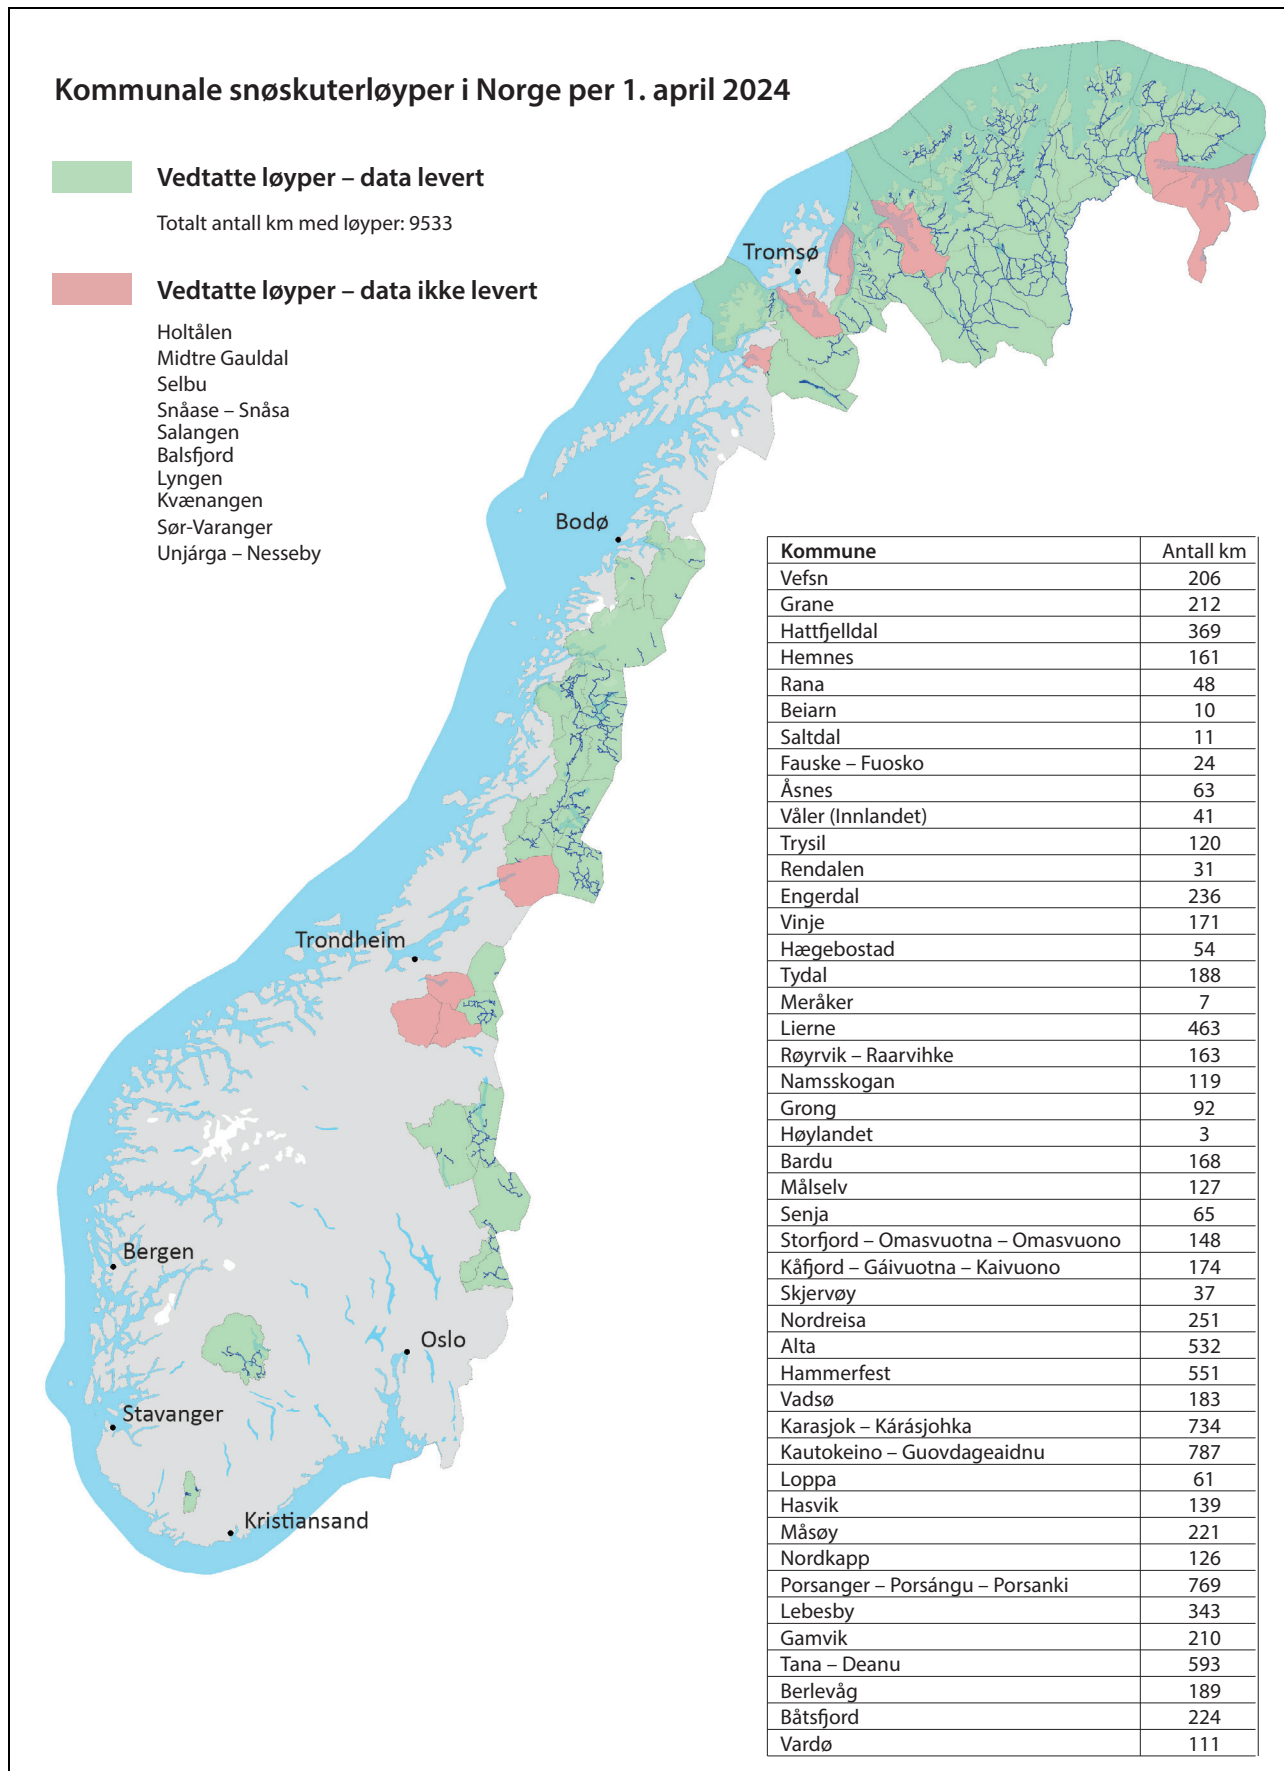 Kommunale snøskuterløyper i Norge per 1. april 2024
Vedtatte løyper – data levert
Totalt antall km med løyper: 9533
Vedtatte løyper – data ikke levert
Holtålen
Midtre Gauldal
Selbu
Snåase – Snåsa
Salangen
Balsfjord
Lyngen
Kvænangen
Sør-Varanger
Unjárga – Nesseby
Tromsø
Bodø
Trondheim
Bergen
Oslo
Stavanger
Kristiansand
Kommune Antall km
Vefsn 206
Grane 212
Hattfjelldal 369
Hemnes 161
Rana 48
Beiarn 10
Saltdal 11
Fauske – Fuosko 24
Åsnes 63
Våler (Innlandet) 41
Trysil 120
Rendalen 31
Engerdal 236
Vinje 171
Hægebostad 54
Tydal 188
Meråker 7
Lierne 463
Røyrvik – Raarvihke 163
Namsskogan 119
Grong 92
Høylandet 3
Bardu 168
Målselv 127
Senja 65
Storfjord – Omasvuotna – Omasvuono 148
Kåfjord – Gáivuotna – Kaivuono 174
Skjervøy 37
Nordreisa 251
Alta 532
Hammerfest 551
Vadsø 183
Karasjok – Kárásjohka 734
Kautokeino – Guovdageaidnu 787
Loppa 61
Hasvik 139
Måsøy 221
Nordkapp 126
Porsanger – Porsángu – Porsanki 769
Lebesby 343
Gamvik 210
Tana – Deanu 593
Berlevåg 189
Båtsfjord 224
Vardø 111